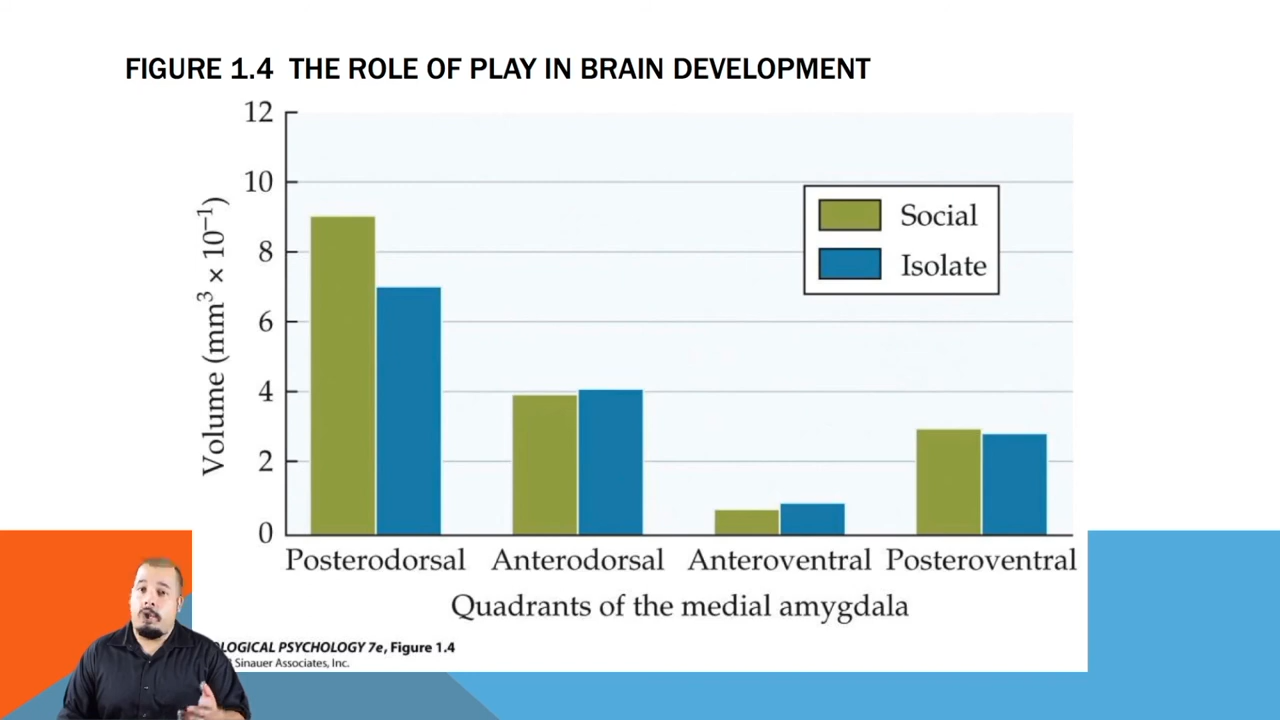 FIGURE 1.4 THE ROLE OF PLAY IN BRAIN DEVELOPMENT
12
10
8
6
4
2
0
Volume (mm³ × 10⁻¹)
Social
Isolate
Posterodorsal Anterodorsal Anteroventral Posteroventral
Quadrants of the medial amygdala
LOGICAL PSYCHOLOGY 7e, Figure 1.4
Sinauer Associates, Inc.